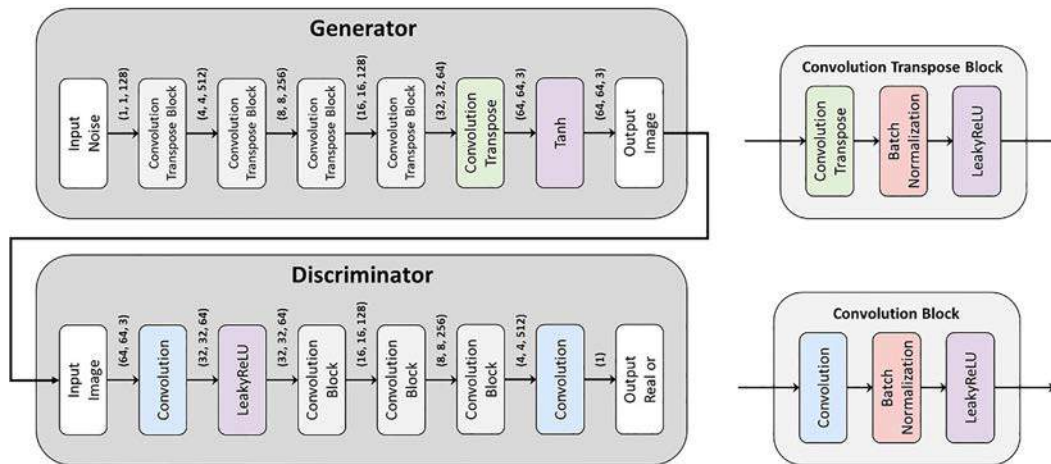 Generator
Input
Noise
(1, 1, 128)
Convolution
Transpose Block
(4, 4, 512)
Convolution
Transpose Block
(8, 8, 256)
Convolution
Transpose Block
(16, 16, 128)
Convolution
Transpose Block
(32, 32, 64)
Convolution
Transpose
(64, 64, 3)
Tanh
(64, 64, 3)
Output
Image
Convolution Transpose Block
Convolution
Transpose
Batch
Normalization
LeakyReLU
Discriminator
Input
Image
(64, 64, 3)
Convolution
(32, 32, 64)
LeakyReLU
(32, 32, 64)
Convolution
Block
(16, 16, 128)
Convolution
Block
(8, 8, 256)
Convolution
Block
(4, 4, 512)
Convolution
(1)
Output
Real or
Convolution Block
Convolution
Batch
Normalization
LeakyReLU